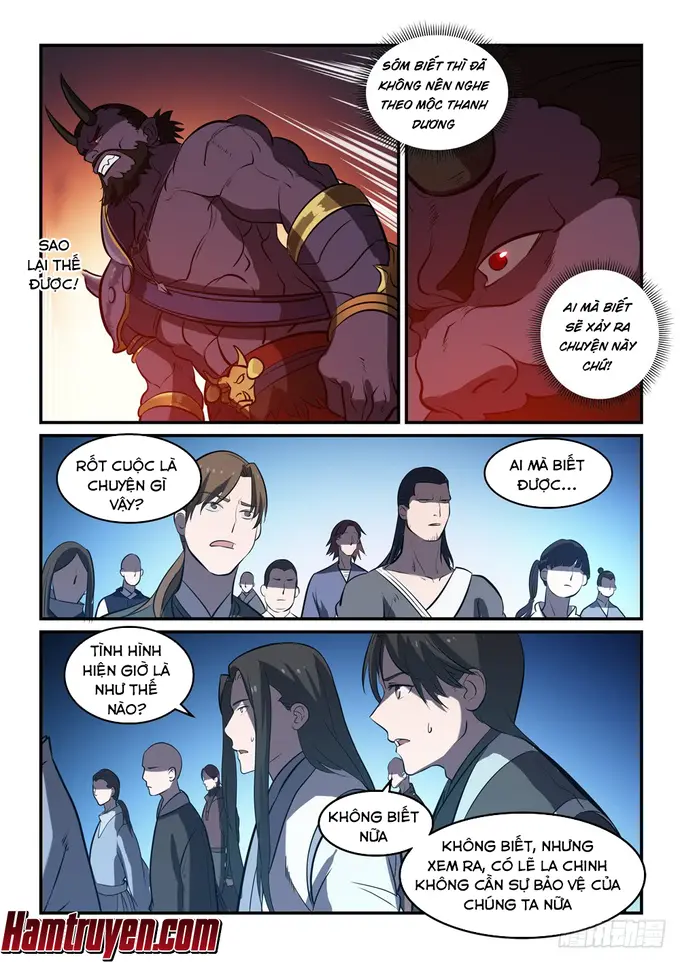 SỚM BIẾT THÌ ĐÃ
KHÔNG NÊN NGHE
THEO MỘC THANH
DƯƠNG
SAO
LẠI THẾ
ĐƯỢC!
AI MÀ BIẾT
SẼ XẢY RA
CHUYỆN NÀY
CHỨ?
RỐT CUỘC LÀ
CHUYỆN GÌ
VẬY?
AI MÀ BIẾT
ĐƯỢC...
TÌNH HÌNH
HIỆN GIỜ LÀ
NHƯ THẾ
NÀO?
KHÔNG BIẾT
NỮA
KHÔNG BIẾT, NHƯNG
XEM RA, CÓ LẼ LA CHINH
KHÔNG CẦN SỰ BẢO VỆ CỦA
CHÚNG TA NỮA
Hamtruyen.com